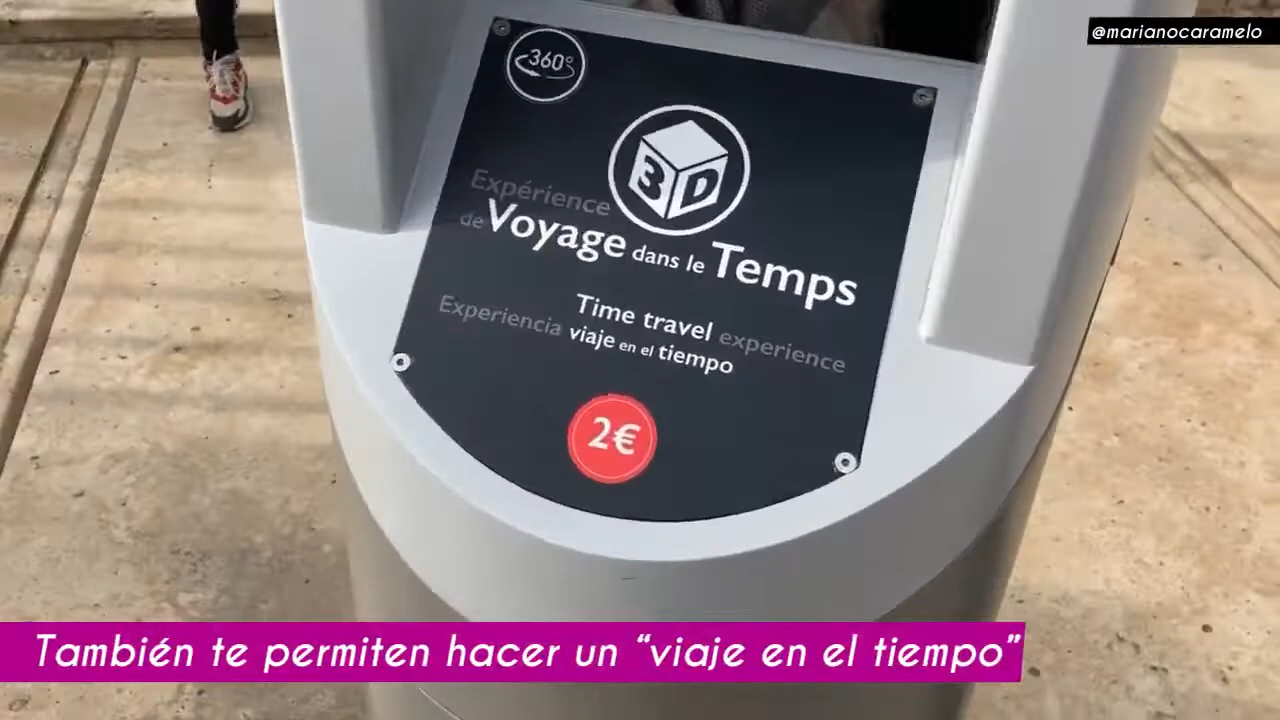 @marianocaramelo
360°
3D
Expérience
de Voyage dans le Temps
Time travel experience
Experiencia viaje en el tiempo
2€
También te permiten hacer un “viaje en el tiempo”